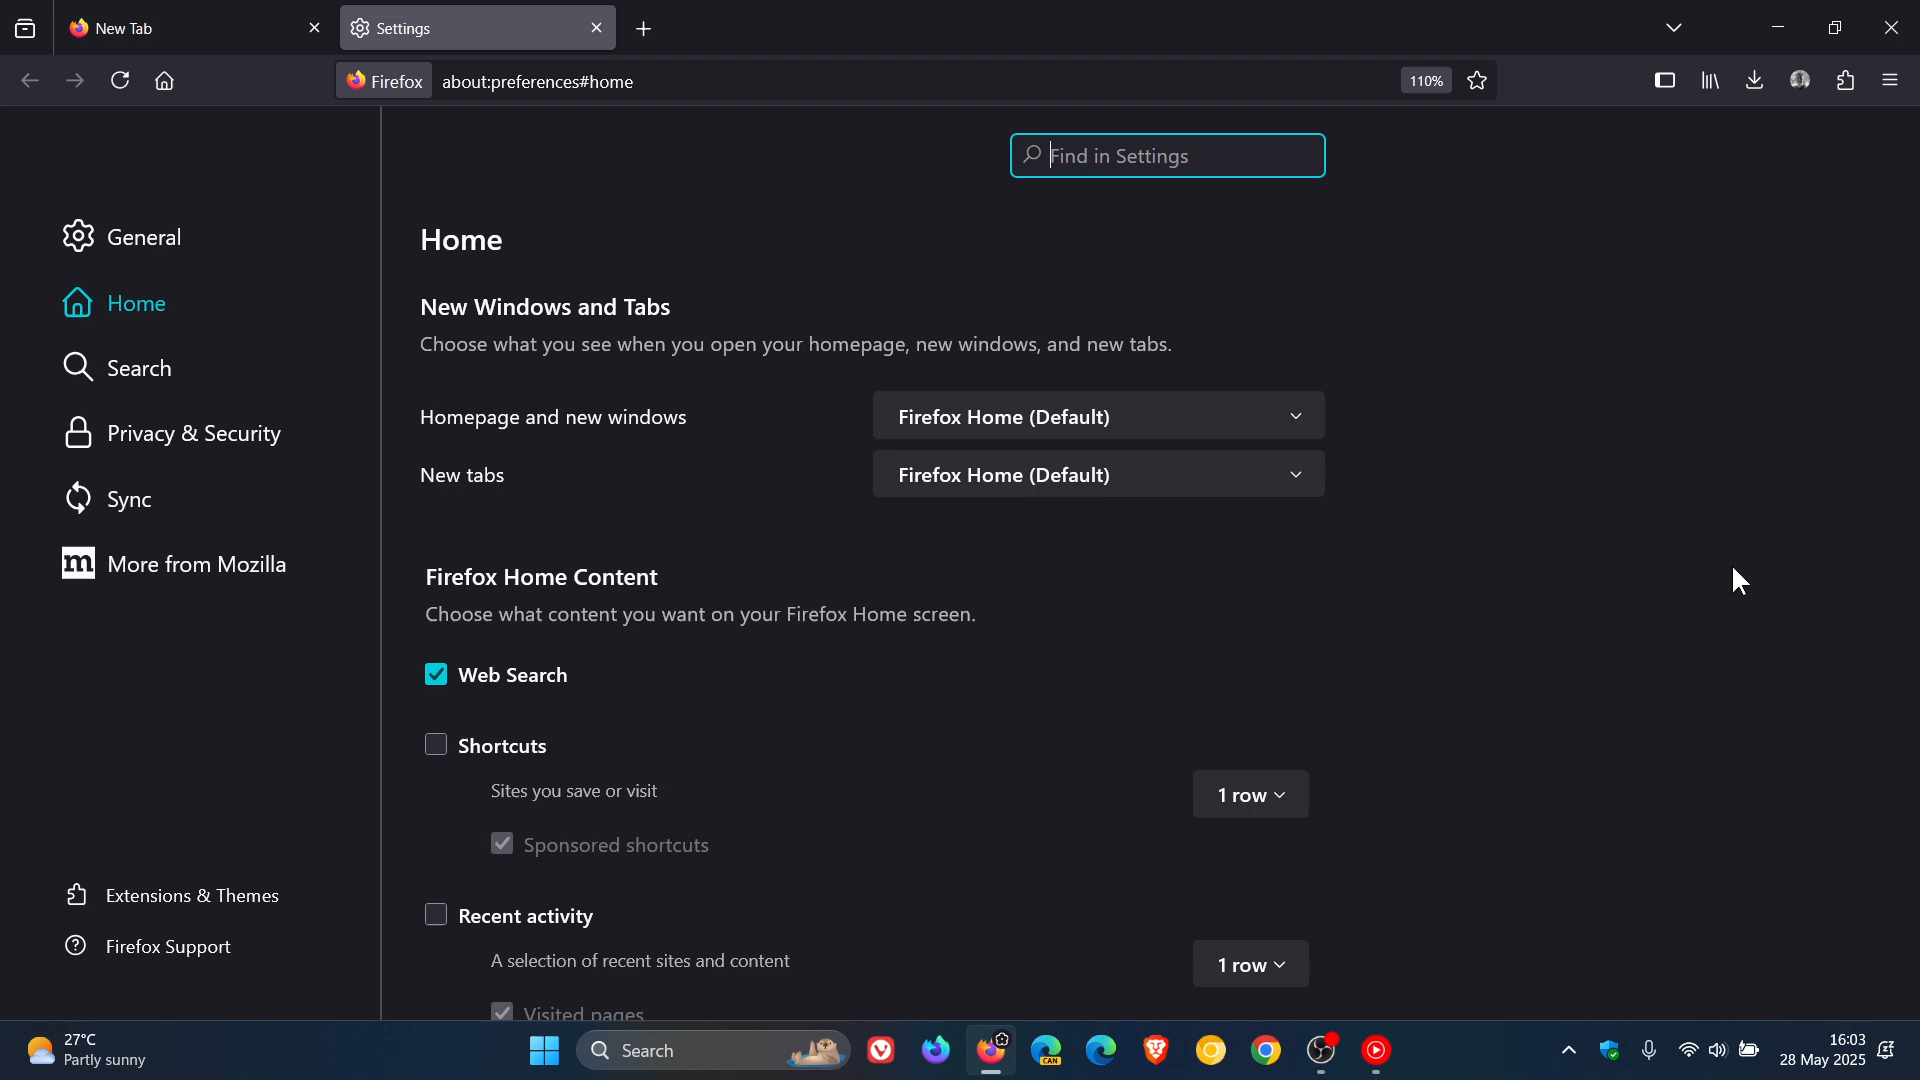 New Tab
Settings
Firefox
about:preferences#home
110%
Find in Settings
General
Home
Search
Privacy & Security
Sync
m More from Mozilla
Extensions & Themes
Firefox Support
Home
New Windows and Tabs
Choose what you see when you open your homepage, new windows, and new tabs.
Homepage and new windows
Firefox Home (Default)
New tabs
Firefox Home (Default)
Firefox Home Content
Choose what content you want on your Firefox Home screen.
Web Search
Shortcuts
Sites you save or visit
1 row
Sponsored shortcuts
Recent activity
A selection of recent sites and content
1 row
Visited pages
27°C
Partly sunny
Search
CAN
16:03
28 May 2025